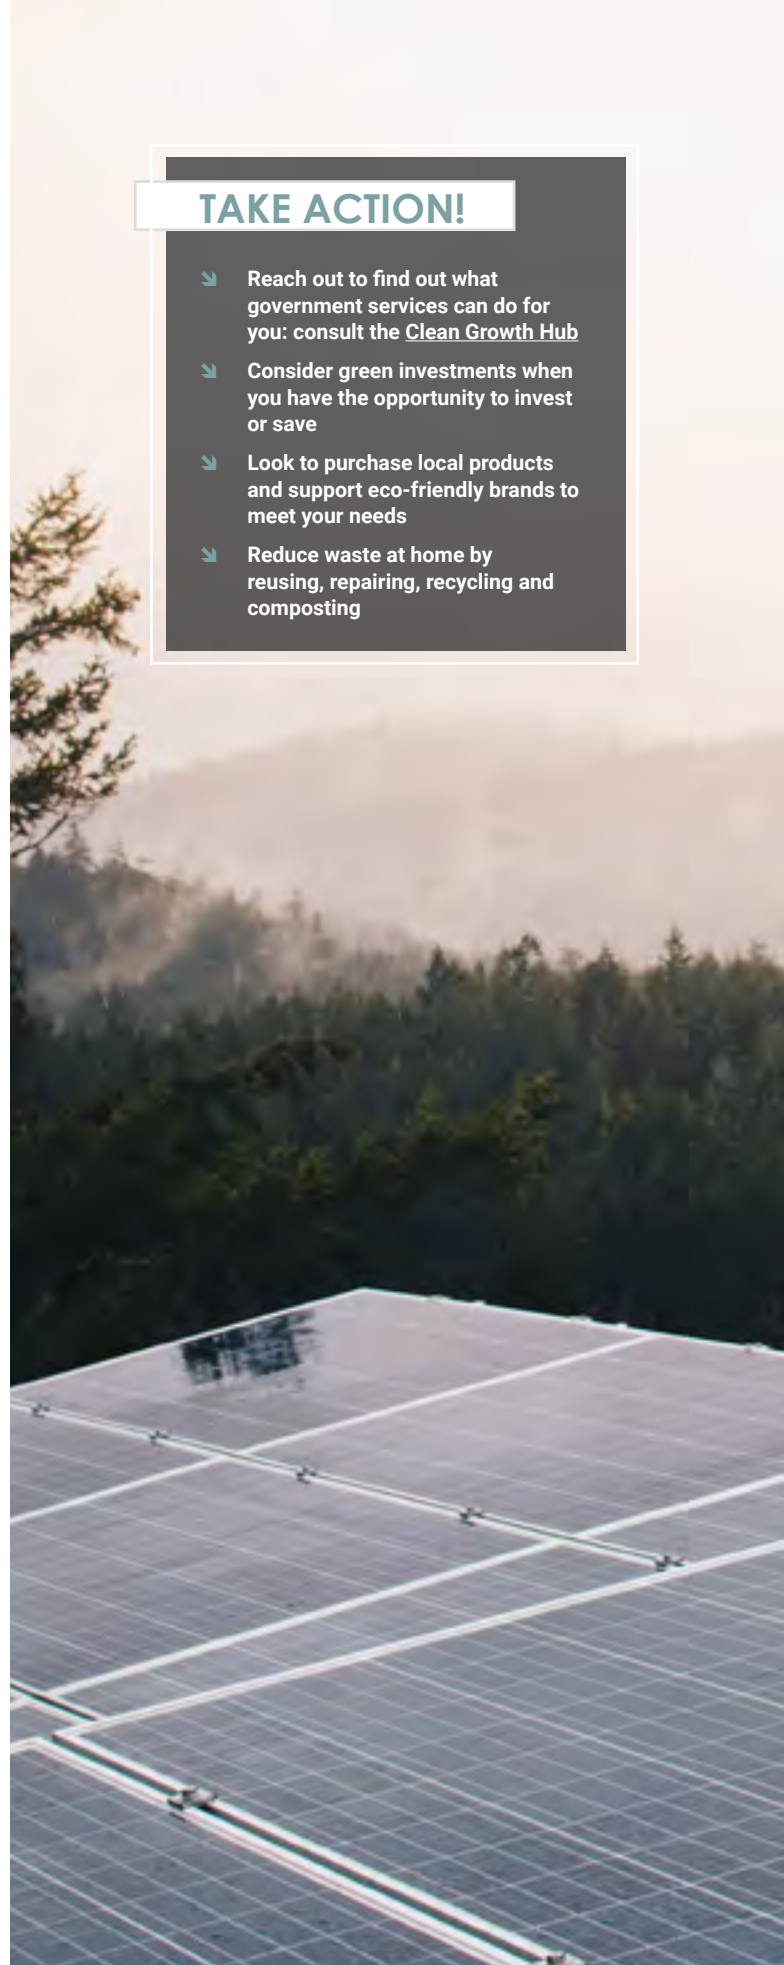 TAKE ACTION!
Reach out to find out what
government services can do for
you: consult the Clean Growth Hub
Consider green investments when
you have the opportunity to invest
or save
Look to purchase local products
and support eco-friendly brands to
meet your needs
Reduce waste at home by
reusing, repairing, recycling and
composting